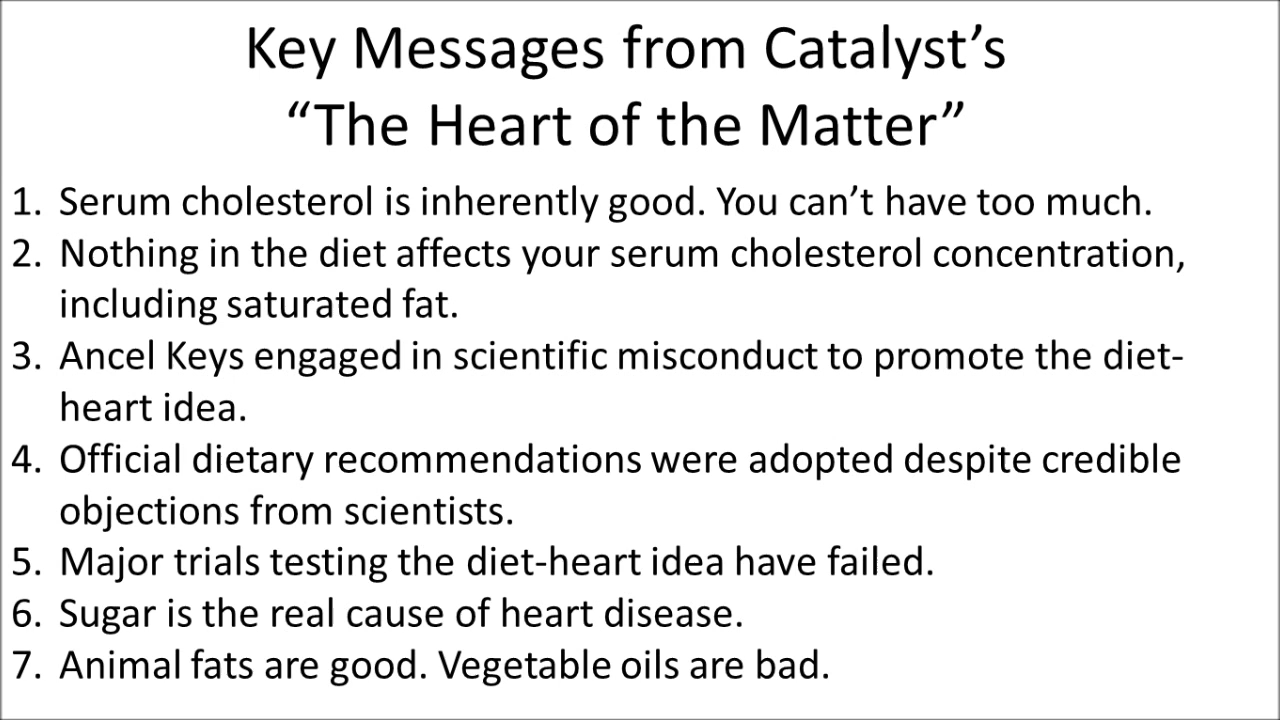 Key Messages from Catalyst’s
“The Heart of the Matter”
1. Serum cholesterol is inherently good. You can’t have too much.
2. Nothing in the diet affects your serum cholesterol concentration,
including saturated fat.
3. Ancel Keys engaged in scientific misconduct to promote the diet-
heart idea.
4. Official dietary recommendations were adopted despite credible
objections from scientists.
5. Major trials testing the diet-heart idea have failed.
6. Sugar is the real cause of heart disease.
7. Animal fats are good. Vegetable oils are bad.